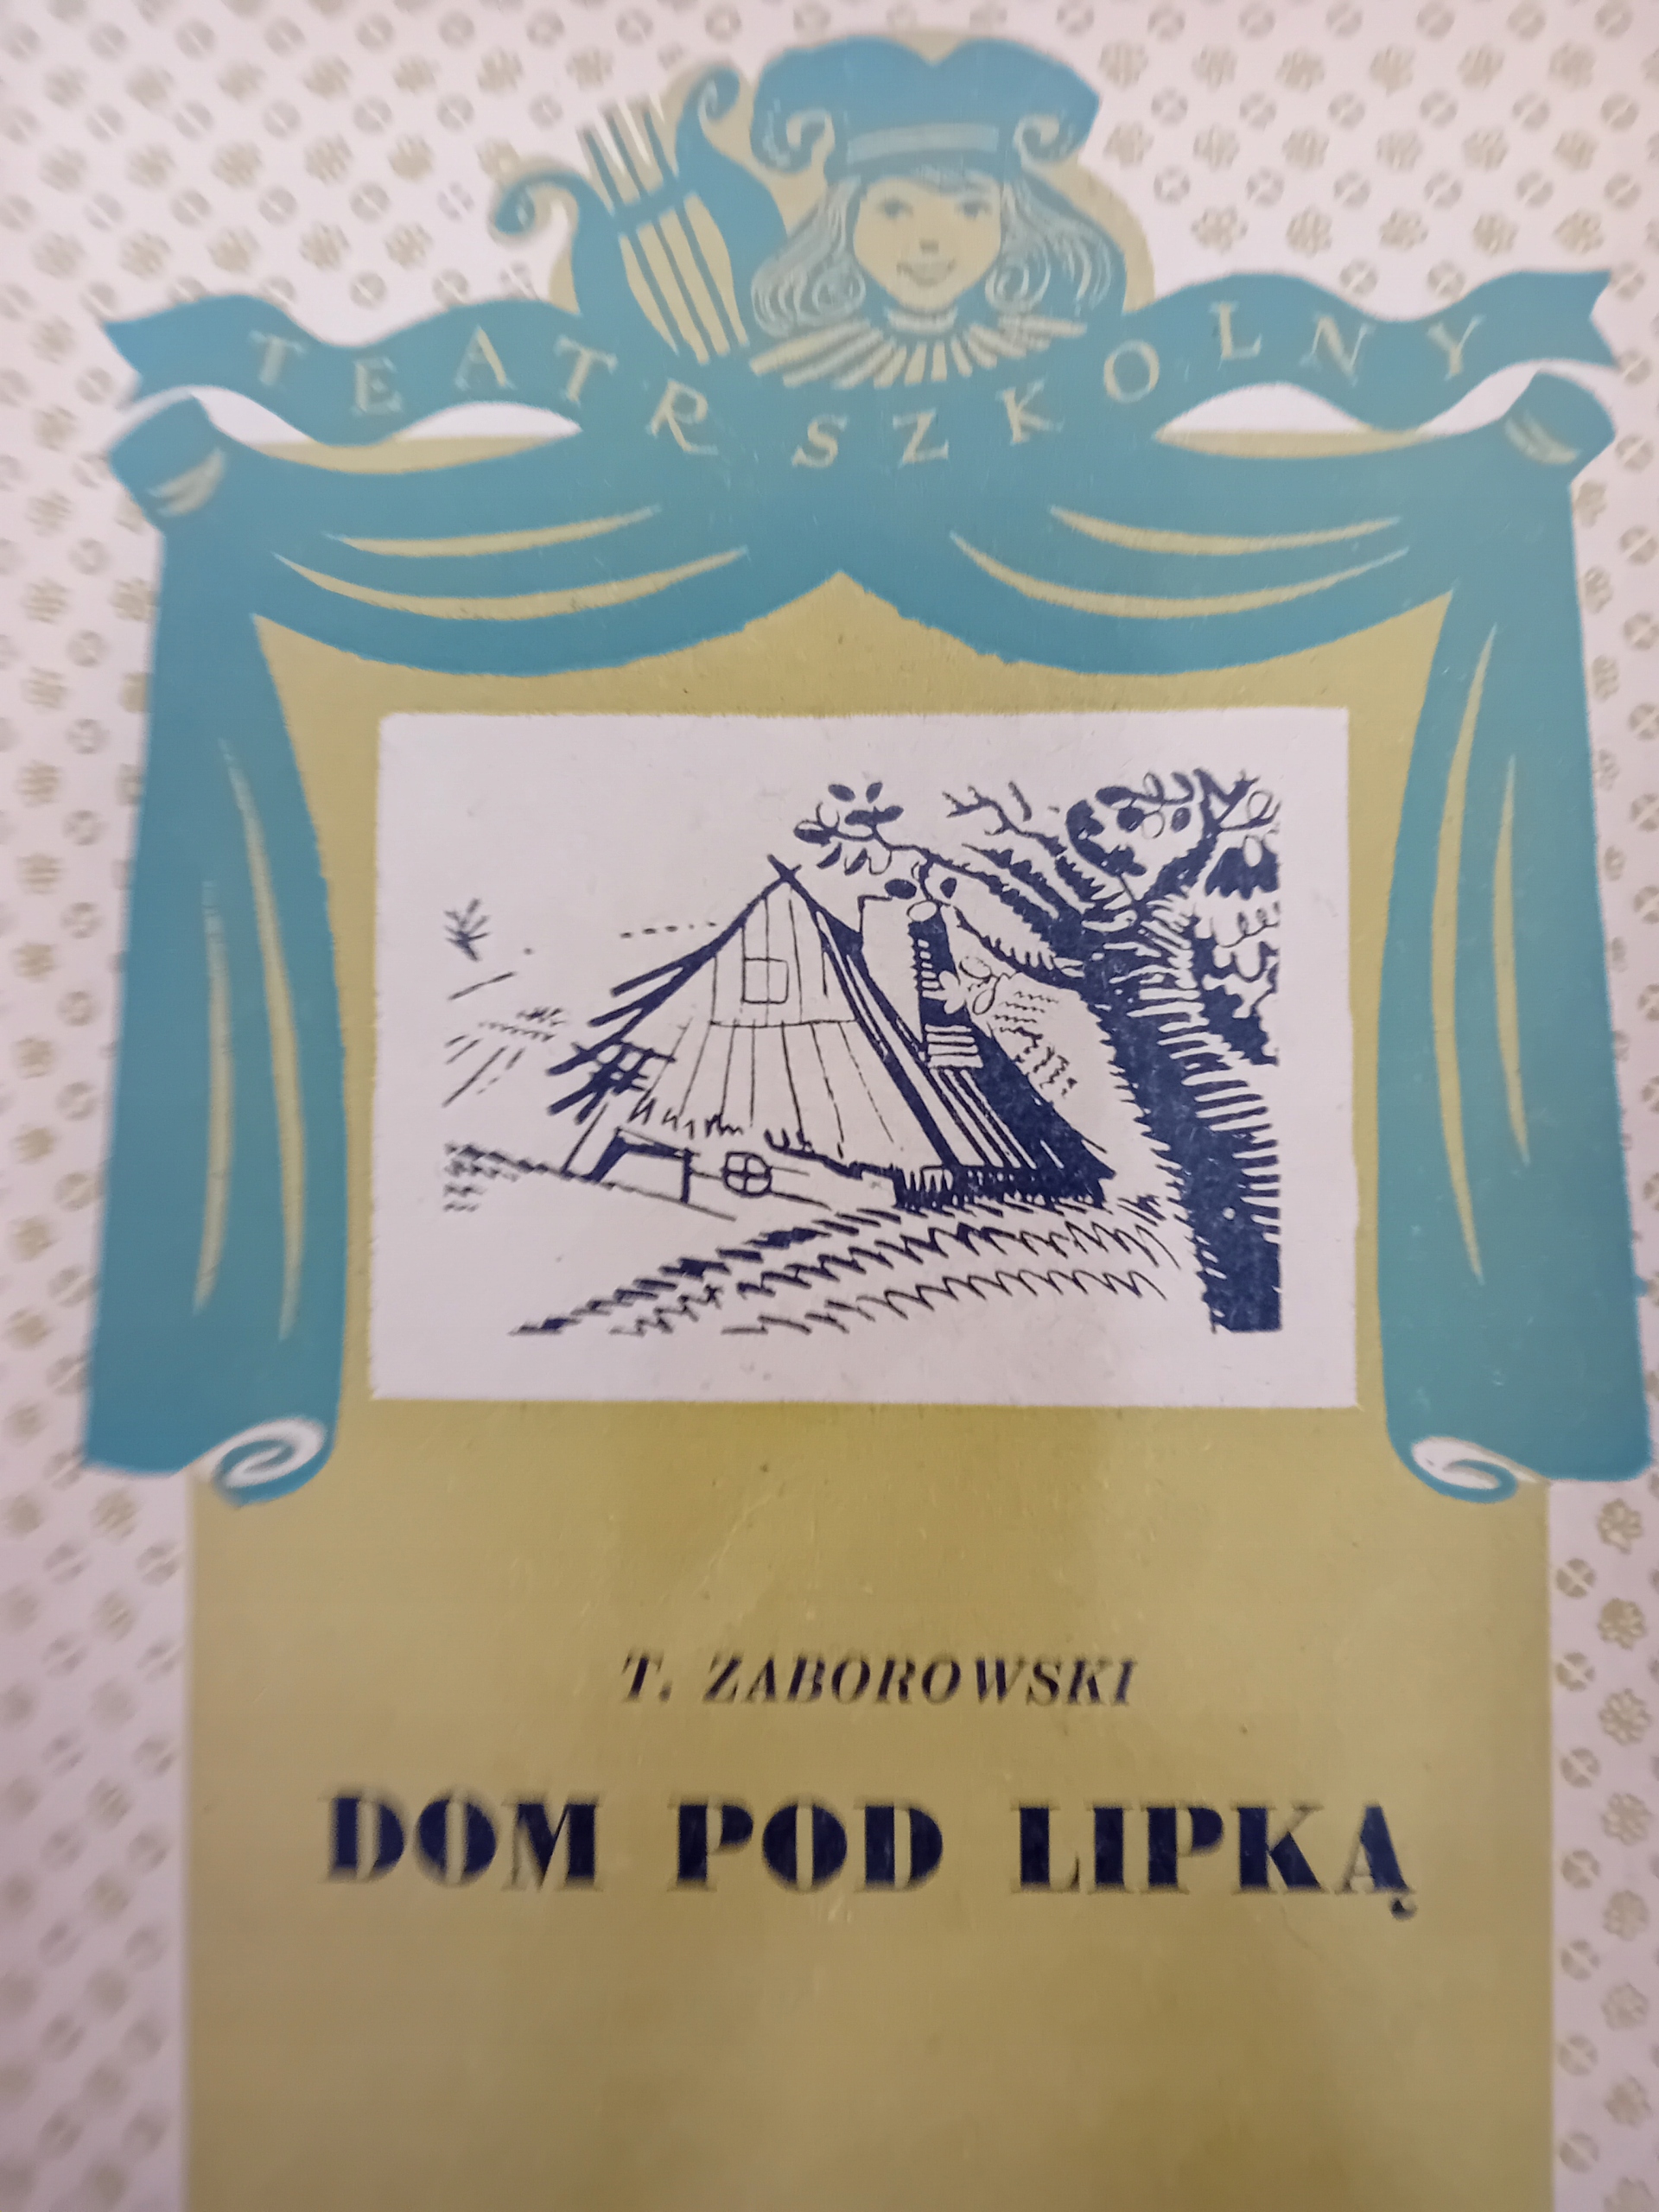 TEATR SZKOLNY
T. ZABOROWSKI
DOM POD LIPKĄ